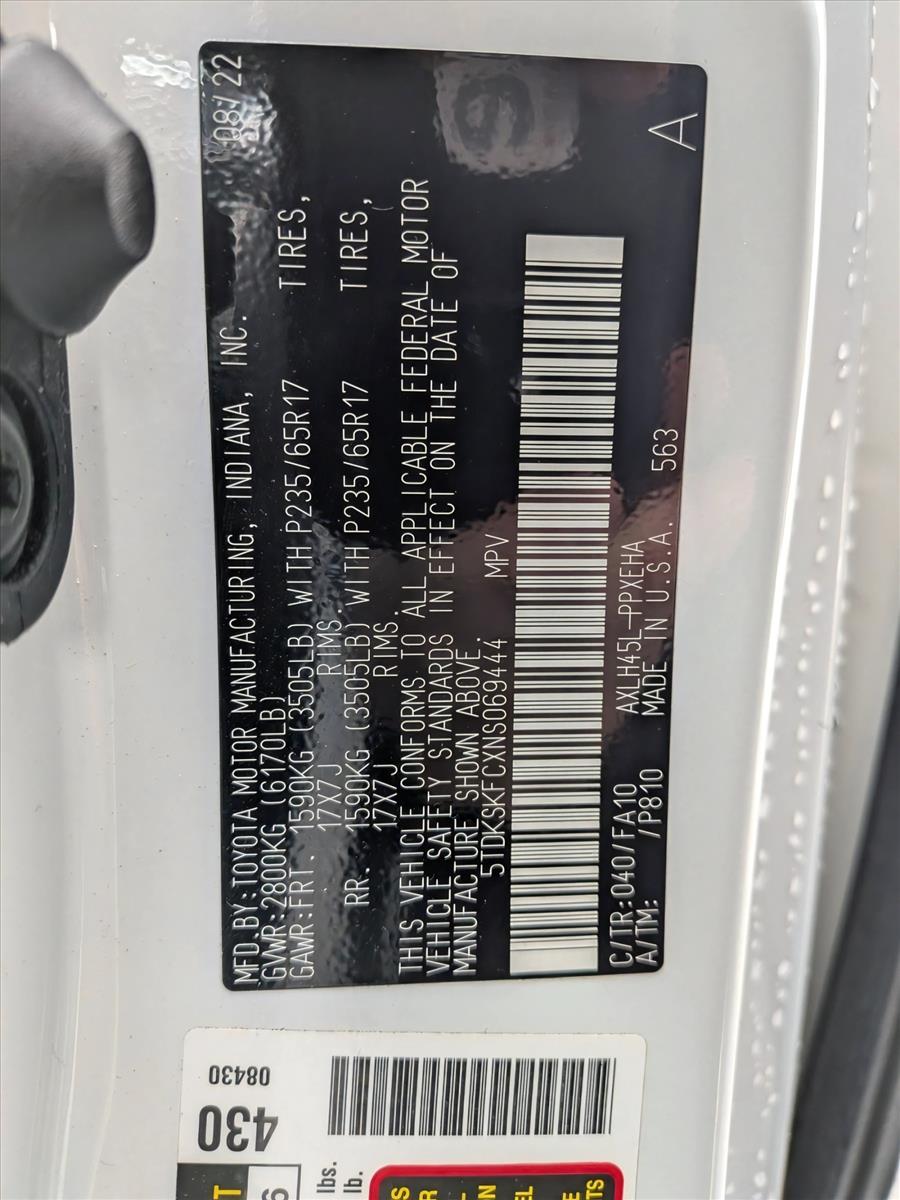 08/22
MFD.BY:TOYOTA MOTOR MANUFACTURING, INDIANA, INC.
GVWR:2800KG (6170LB)
GAWR:FRT. 1590KG (3505LB) WITH P235/65R17 TIRES,
17X7J RIMS.
RR. 1590KG (3505LB) WITH P235/65R17 TIRES,
17X7J RIMS.
THIS VEHICLE CONFORMS TO ALL APPLICABLE FEDERAL MOTOR
VEHICLE SAFETY STANDARDS IN EFFECT ON THE DATE OF
MANUFACTURE SHOWN ABOVE.
5TDKSKFCXNS069444 MPV
C/TR:040/FA10 AXLH45L-PPXEHA
A/TM: /P810 MADE IN U.S.A. 563
A
08430
430
lbs.
lb.